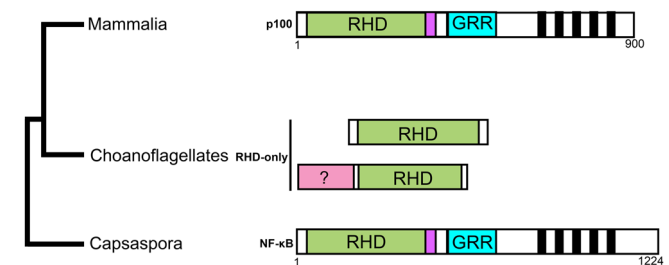 Mammalia p100 RHD GRR
1 900
RHD
Choanoflagellates RHD-only
? RHD
Capsaspora NF-κB RHD GRR
1 1224